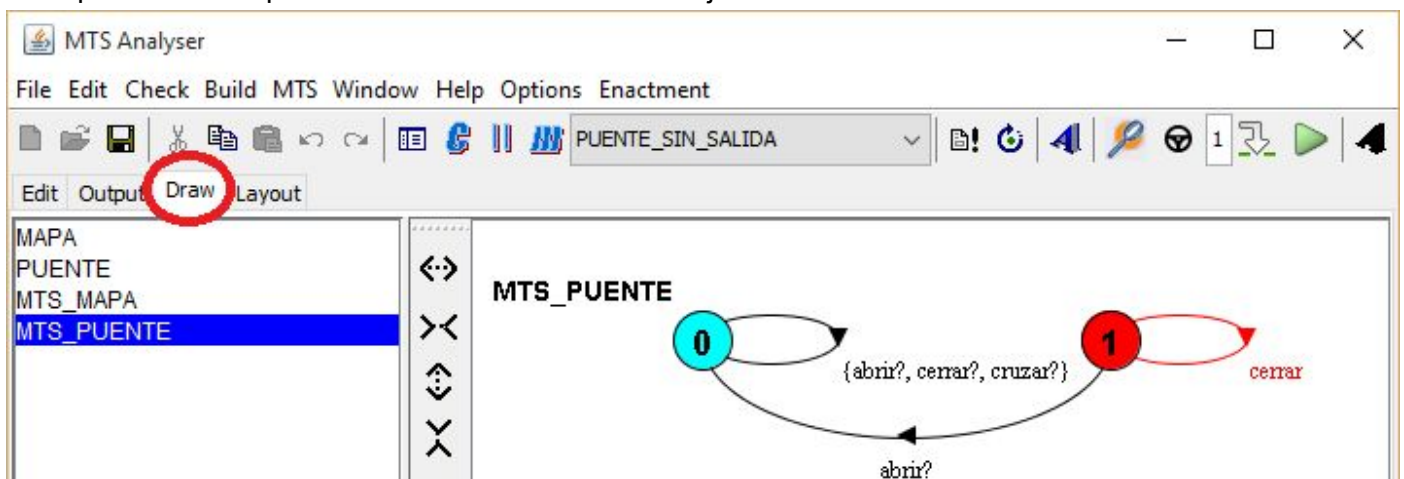 MTS Analyser
File Edit Check Build MTS Window Help Options Enactment
PUENTE_SIN_SALIDA 1
Edit Output Draw Layout
MAPA
PUENTE
MTS_MAPA
MTS_PUENTE
MTS_PUENTE
0 1
{abrir?, cerrar?, cruzar?} cerrar
abrir?